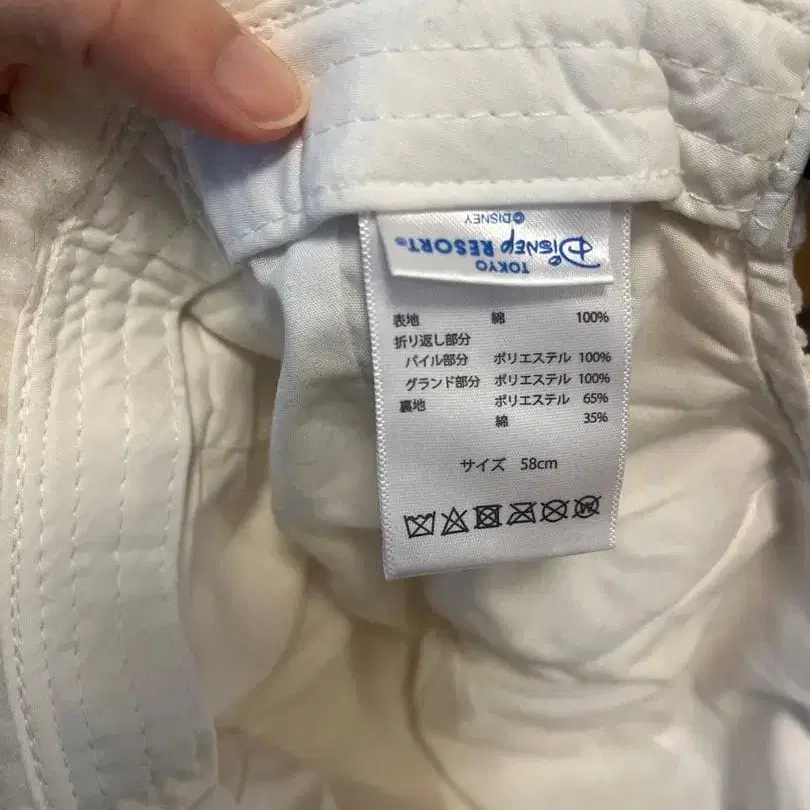 ©DISNEY
Disney RESORT®
TOKYO
表地 綿 100%
折り返し部分
パイル部分 ポリエステル 100%
グランド部分 ポリエステル 100%
裏地 ポリエステル 65%
綿 35%
サイズ 58cm